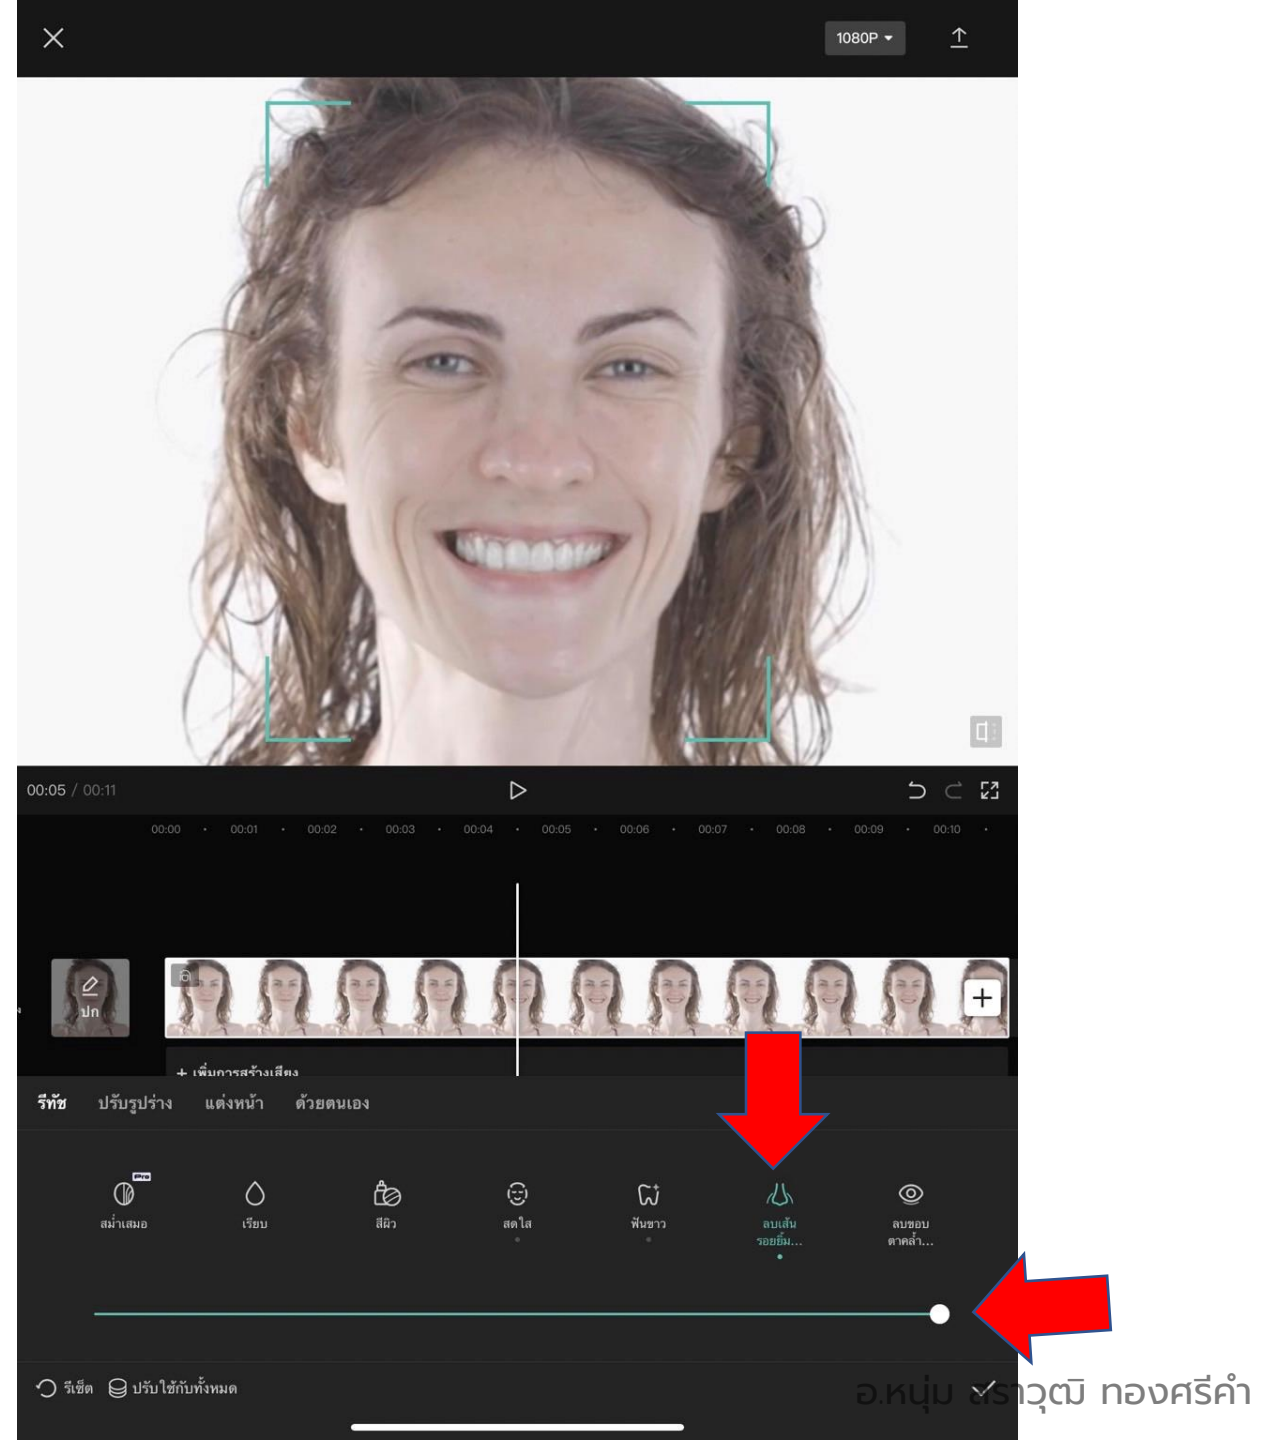 1080P
00:05 / 00:11
00:00 00:01 00:02 00:03 00:04 00:05 00:06 00:07 00:08 00:09 00:10
ปก
+ เพิ่มการสร้างเสียง
รีทัช ปรับรูปร่าง แต่งหน้า ด้วยตนเอง
Pro
สม่ำเสมอ เรียบ สีผิว สดใส ฟันขาว ลบเส้น ลบขอบ
รอยยิ้ม... ตาคล้ำ...
รีเซ็ต ปรับใช้กับทั้งหมด
อ.หนุ่ม สราวุฒิ ทองศรีคำ